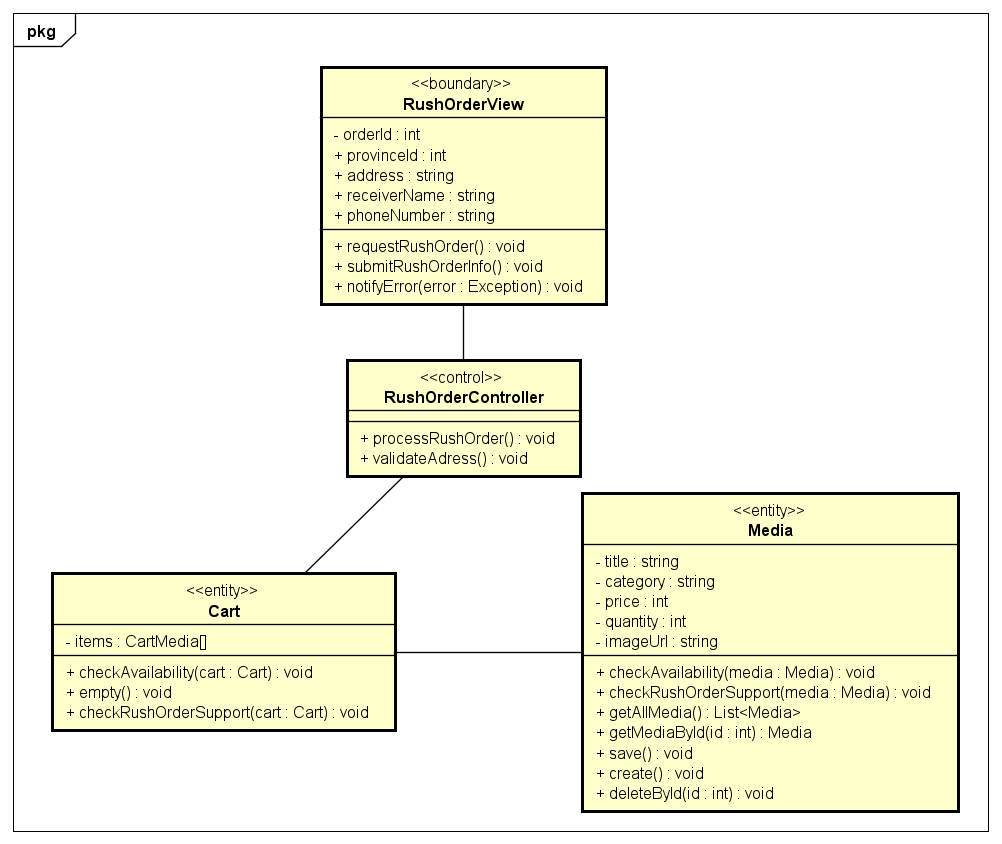 pkg
<<boundary>>
RushOrderView
- orderId : int
+ provinceId : int
+ address : string
+ receiverName : string
+ phoneNumber : string
+ requestRushOrder() : void
+ submitRushOrderInfo() : void
+ notifyError(error : Exception) : void
<<control>>
RushOrderController
+ processRushOrder() : void
+ validateAdress() : void
<<entity>>
Cart
- items : CartMedia[]
+ checkAvailability(cart : Cart) : void
+ empty() : void
+ checkRushOrderSupport(cart : Cart) : void
<<entity>>
Media
- title : string
- category : string
- price : int
- quantity : int
- imageUrl : string
+ checkAvailability(media : Media) : void
+ checkRushOrderSupport(media : Media) : void
+ getAllMedia() : List<Media>
+ getMediaById(id : int) : Media
+ save() : void
+ create() : void
+ deleteById(id : int) : void